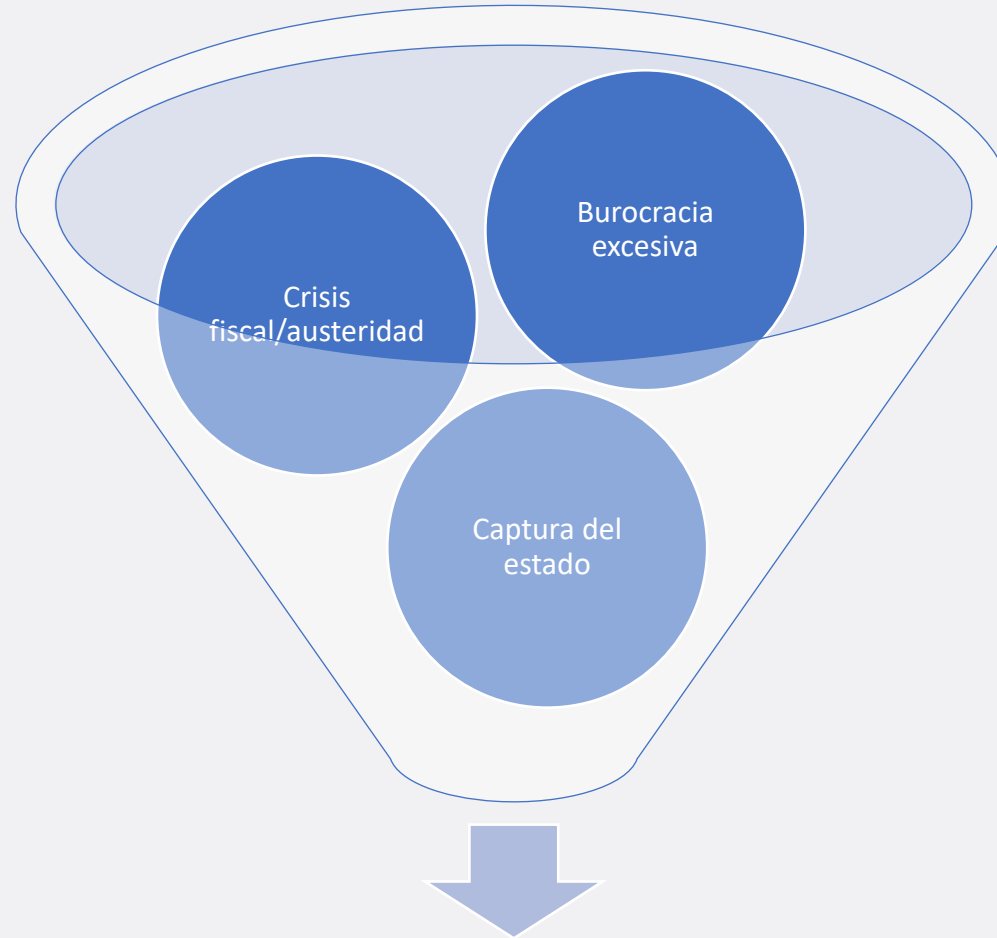 Burocracia
excesiva
Crisis
fiscal/austeridad
Captura del
estado